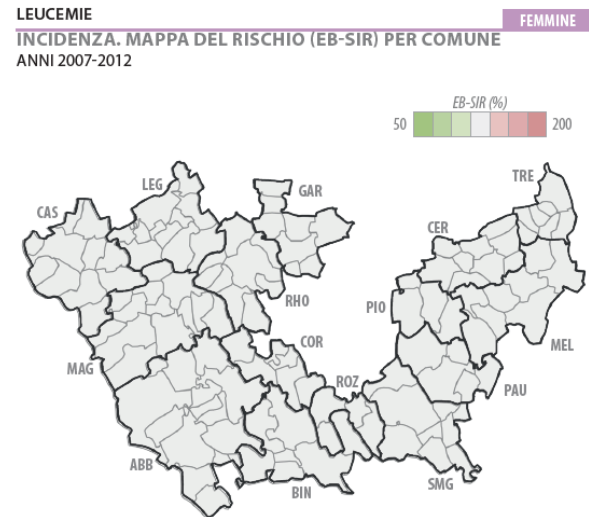 LEUCEMIE
FEMMINE
INCIDENZA. MAPPA DEL RISCHIO (EB-SIR) PER COMUNE
ANNI 2007-2012
EB-SIR (%)
50 200
TRE
LEG
GAR
CAS
CER
RHO
PIO
COR
MEL
MAG
ROZ
PAU
ABB
BIN
SMG